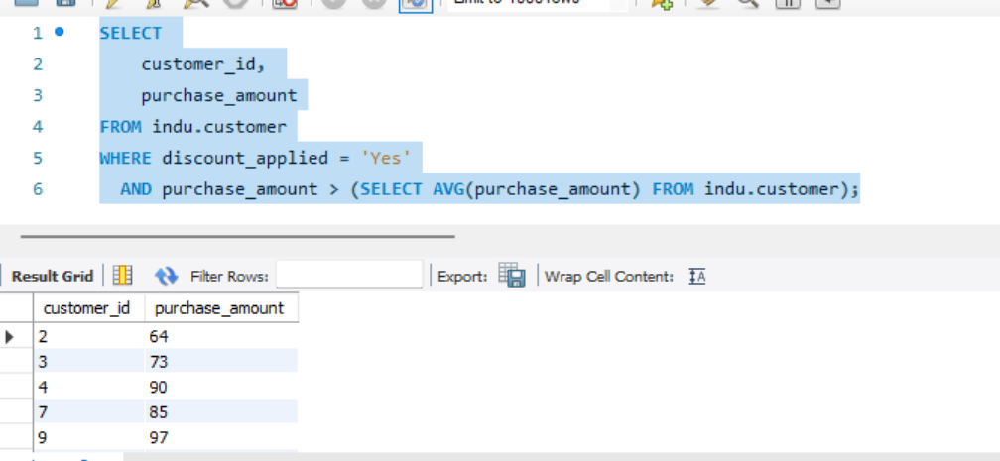 1 SELECT
2 customer_id,
3 purchase_amount
4 FROM indu.customer
5 WHERE discount_applied = 'Yes'
6 AND purchase_amount > (SELECT AVG(purchase_amount) FROM indu.customer);
Result Grid Filter Rows: Export: Wrap Cell Content:
customer_id purchase_amount
2 64
3 73
4 90
7 85
9 97